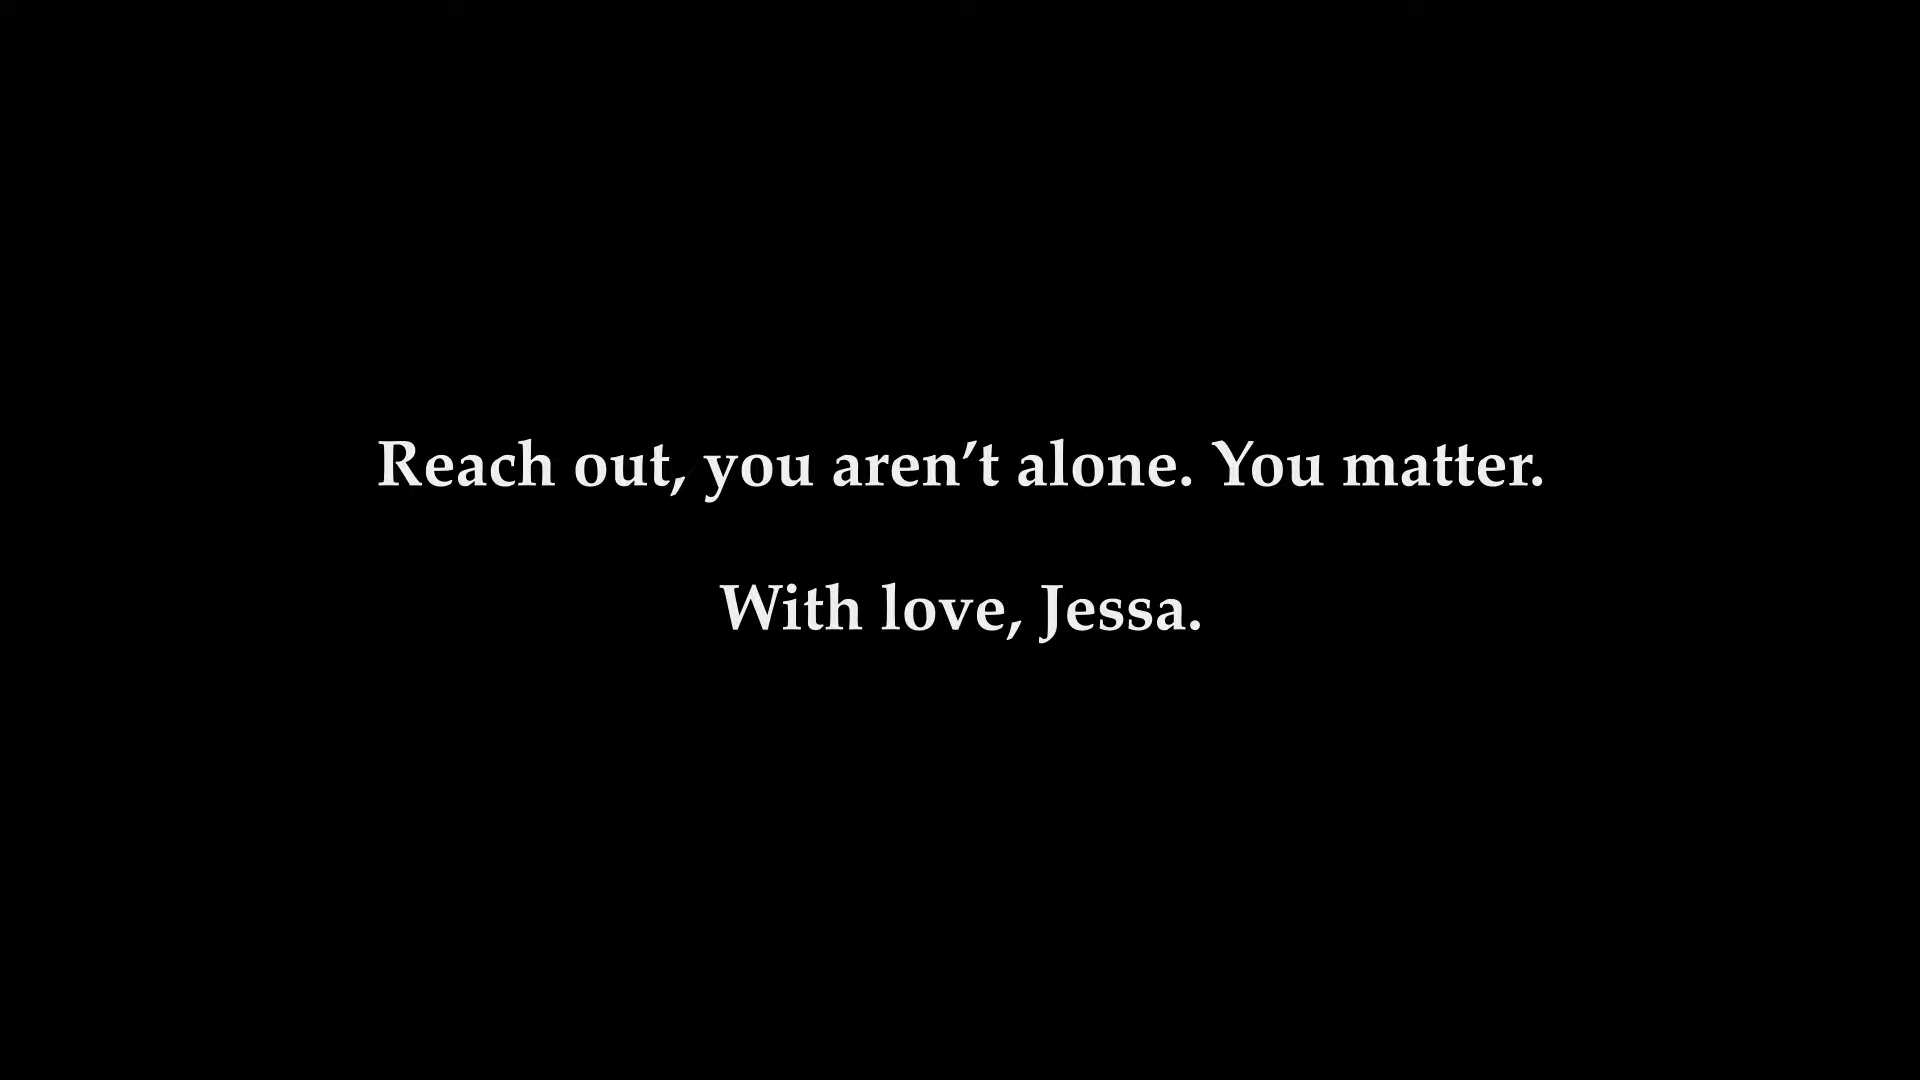 Reach out, you aren’t alone. You matter.
With love, Jessa.